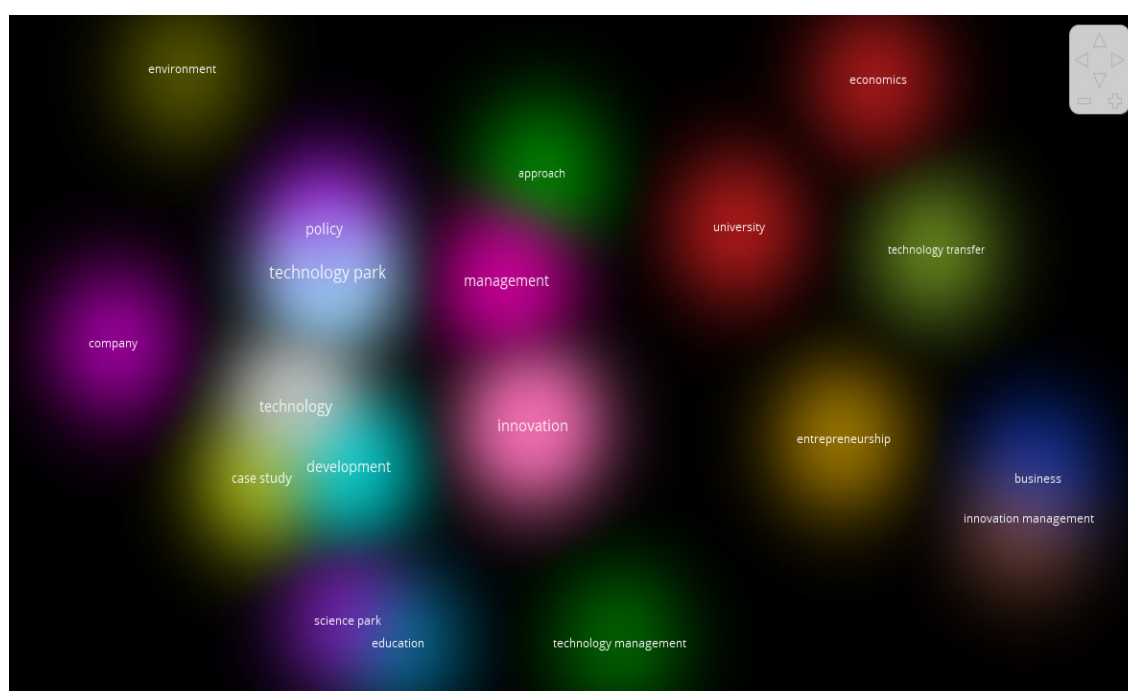 environment
economics
approach
policy
university
technology transfer
technology park
management
company
technology
innovation
entrepreneurship
development
case study
business
innovation management
science park
education
technology management